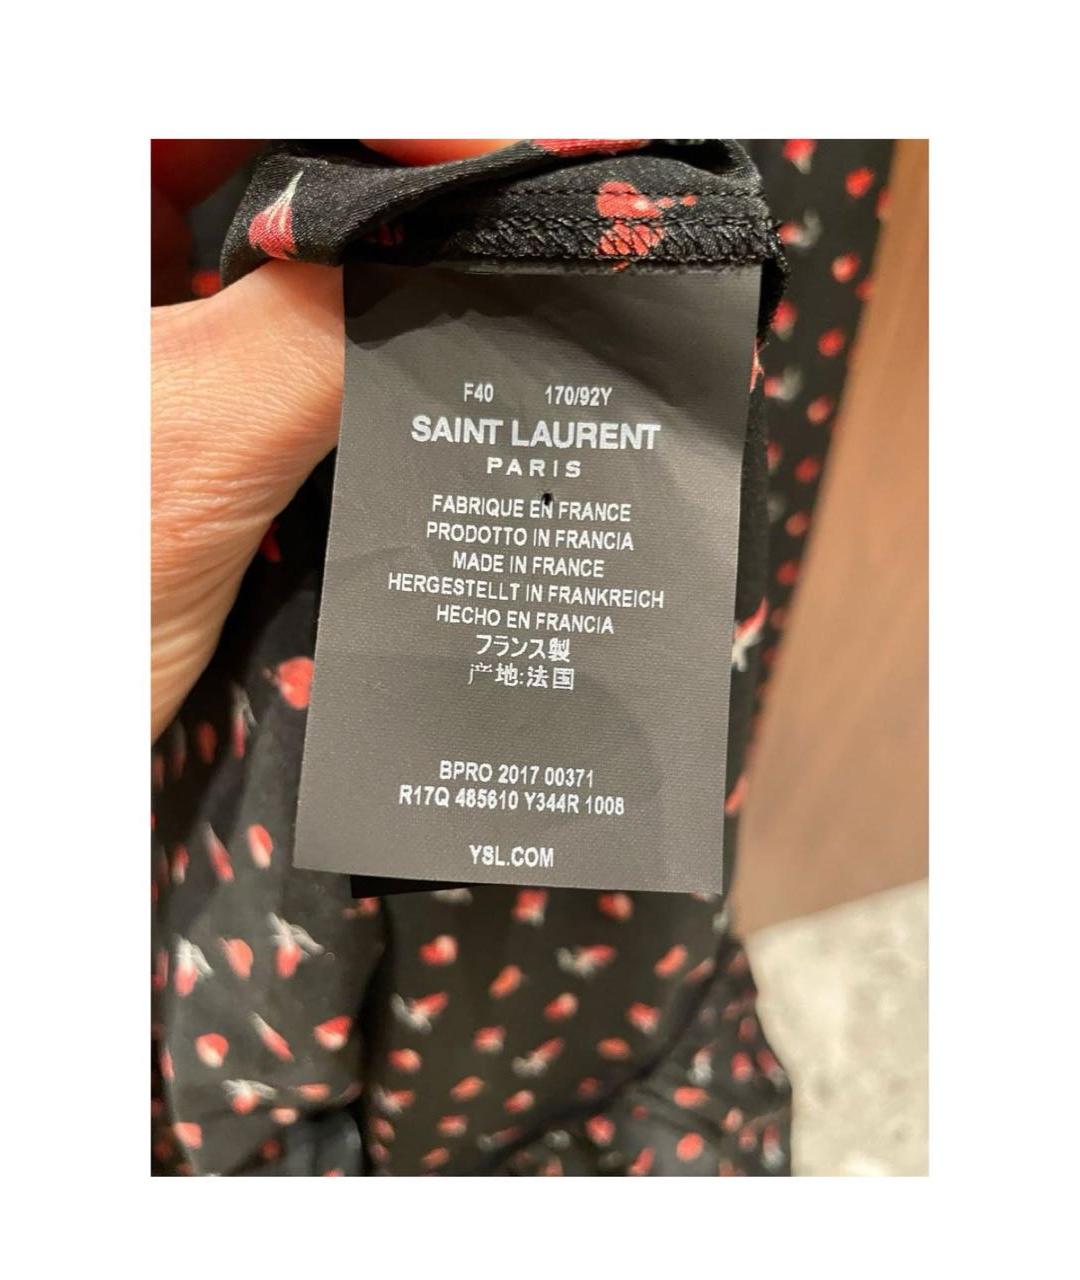 F40 170/92Y
SAINT LAURENT
PARIS
FABRIQUE EN FRANCE
PRODOTTO IN FRANCIA
MADE IN FRANCE
HERGESTELLT IN FRANKREICH
HECHO EN FRANCIA
フランス製
产地:法国
BPRO 2017 00371
R17Q 485610 Y344R 1008
YSL.COM